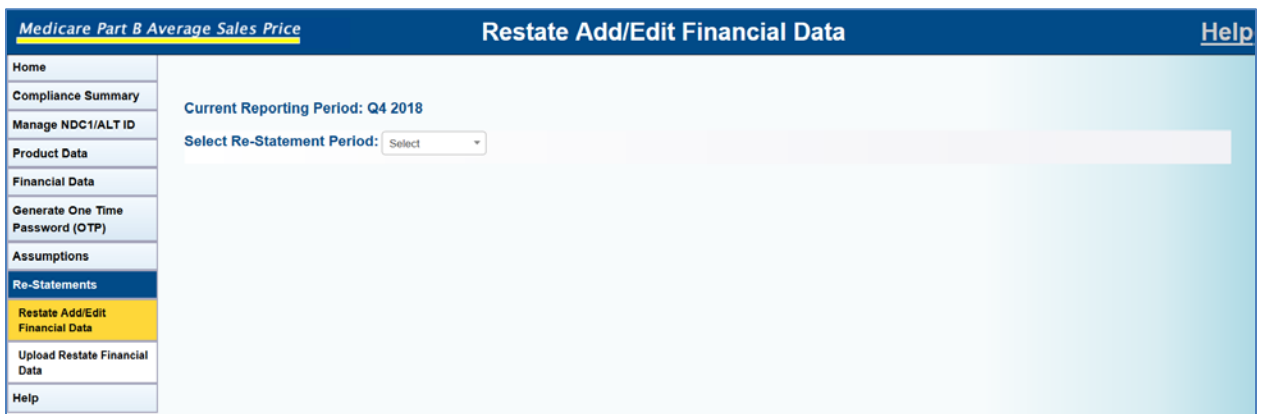 Medicare Part B Average Sales Price
Restate Add/Edit Financial Data
Help
Home
Compliance Summary
Manage NDC1/ALT ID
Product Data
Financial Data
Generate One Time
Password (OTP)
Assumptions
Re-Statements
Restate Add/Edit
Financial Data
Upload Restate Financial
Data
Help
Current Reporting Period: Q4 2018
Select Re-Statement Period: Select